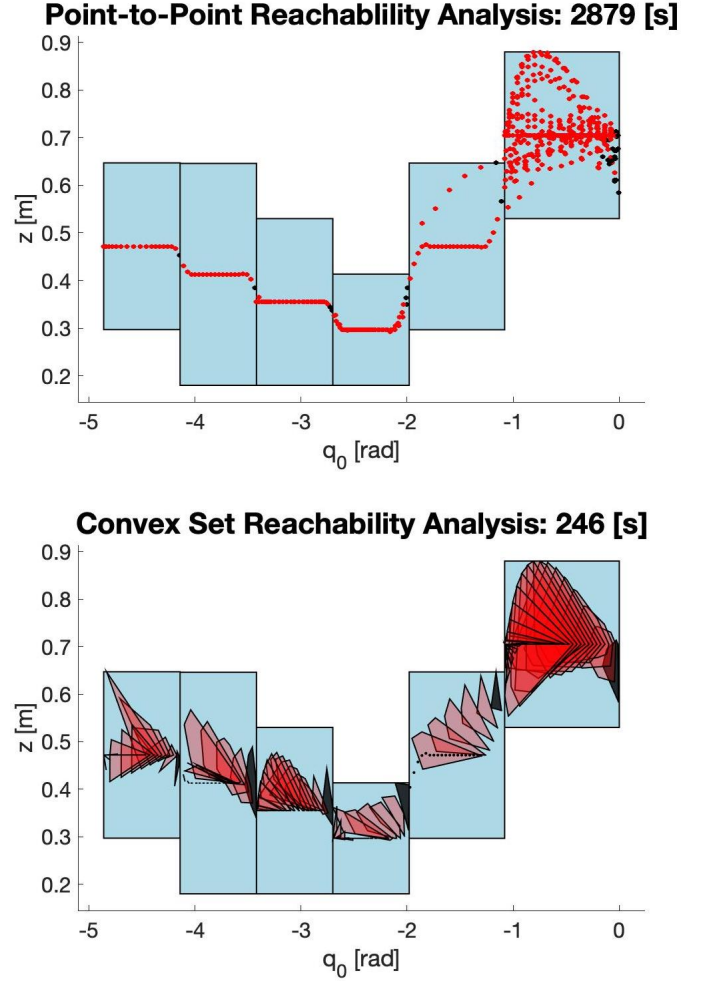 Point-to-Point Reachablility Analysis: 2879 [s]
0.9
0.8
0.7
0.6
0.5
0.4
0.3
0.2
z [m]
-5 -4 -3 -2 -1 0
q0 [rad]
Convex Set Reachability Analysis: 246 [s]
0.9
0.8
0.7
0.6
0.5
0.4
0.3
0.2
z [m]
-5 -4 -3 -2 -1 0
q0 [rad]